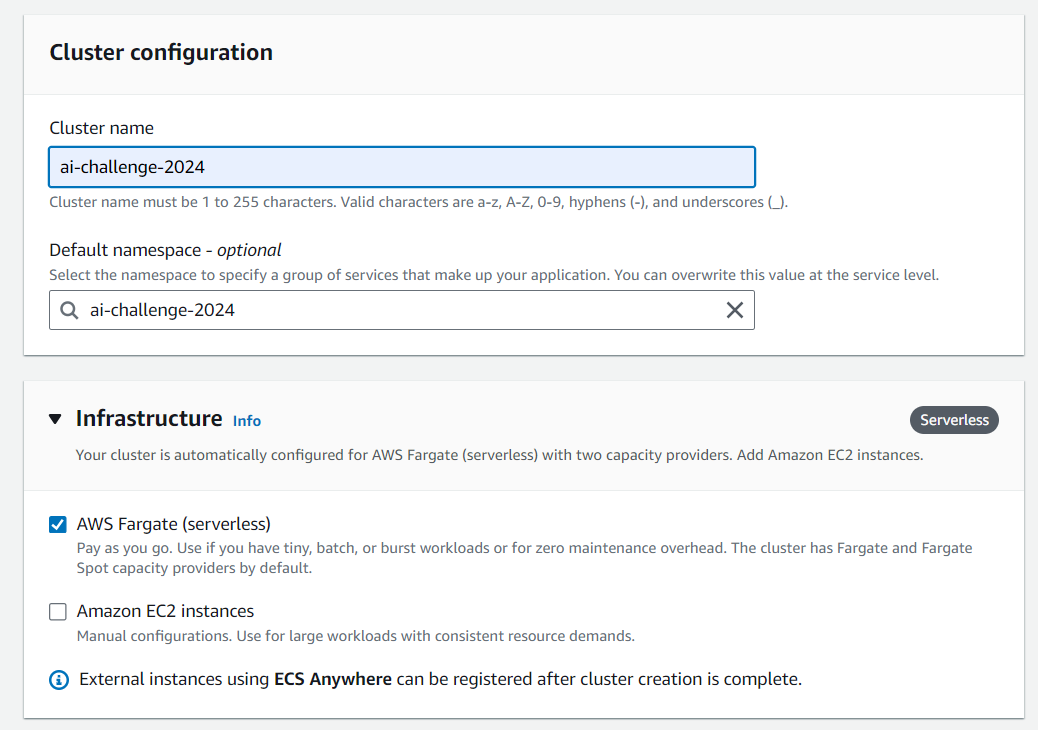 Cluster configuration
Cluster name
ai-challenge-2024
Cluster name must be 1 to 255 characters. Valid characters are a-z, A-Z, 0-9, hyphens (-), and underscores (_).
Default namespace - optional
Select the namespace to specify a group of services that make up your application. You can overwrite this value at the service level.
ai-challenge-2024
Infrastructure Info
Serverless
Your cluster is automatically configured for AWS Fargate (serverless) with two capacity providers. Add Amazon EC2 instances.
AWS Fargate (serverless)
Pay as you go. Use if you have tiny, batch, or burst workloads or for zero maintenance overhead. The cluster has Fargate and Fargate
Spot capacity providers by default.
Amazon EC2 instances
Manual configurations. Use for large workloads with consistent resource demands.
External instances using ECS Anywhere can be registered after cluster creation is complete.